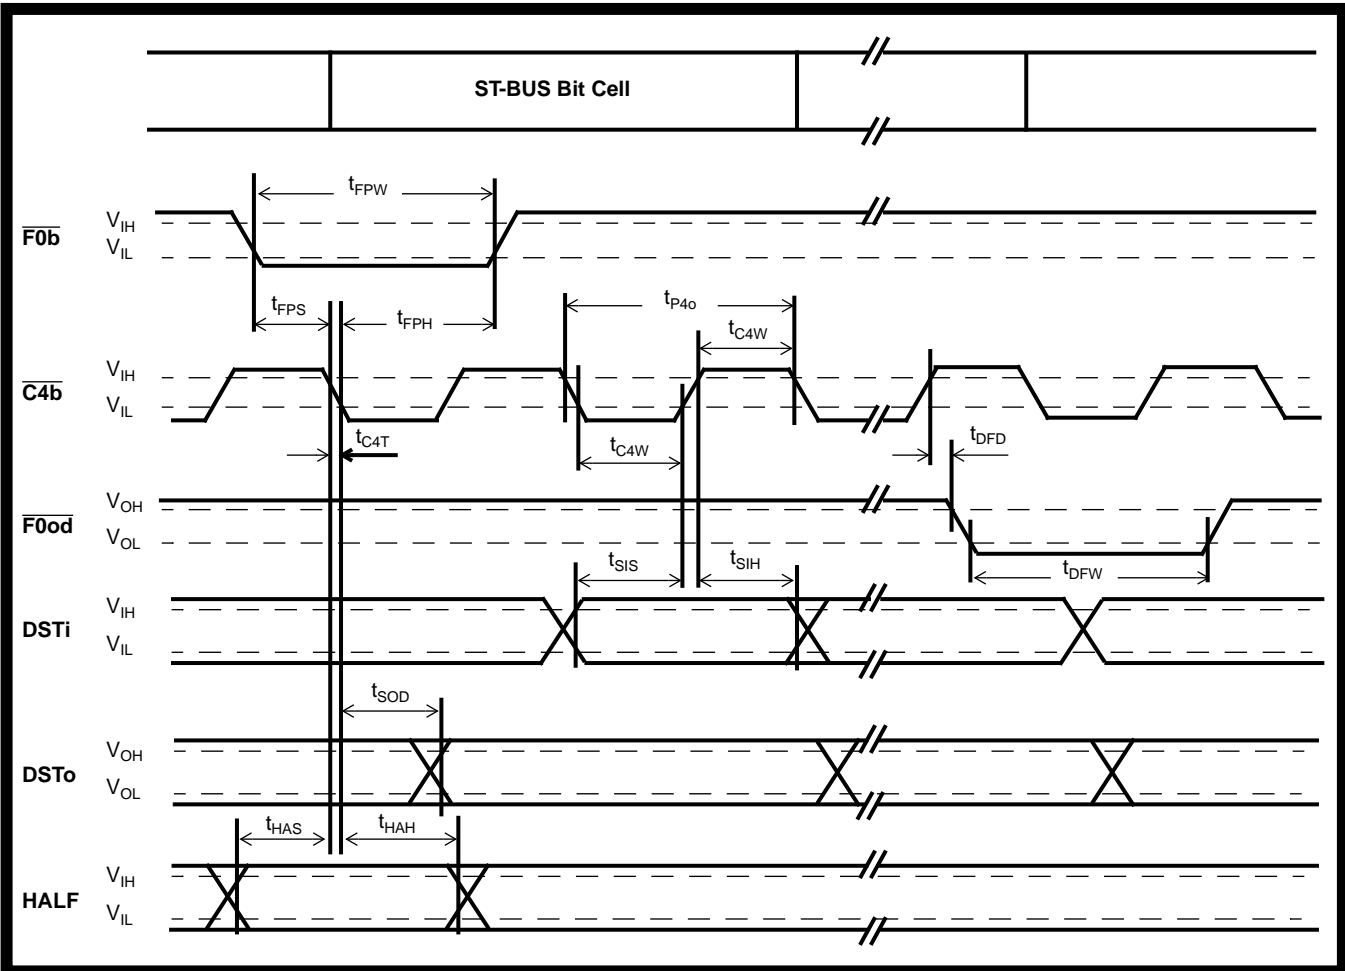 ST-BUS Bit Cell
tFPW
F0b
VIH
VIL
tFPS
tFPH
tP4o
tC4W
C4b
VIH
VIL
tC4T
tC4W
tDFD
F0od
VOH
VOL
tSIS
tSIH
tDFW
DSTi
VIH
VIL
tSOD
DSTo
VOH
VOL
tHAS
tHAH
HALF
VIH
VIL